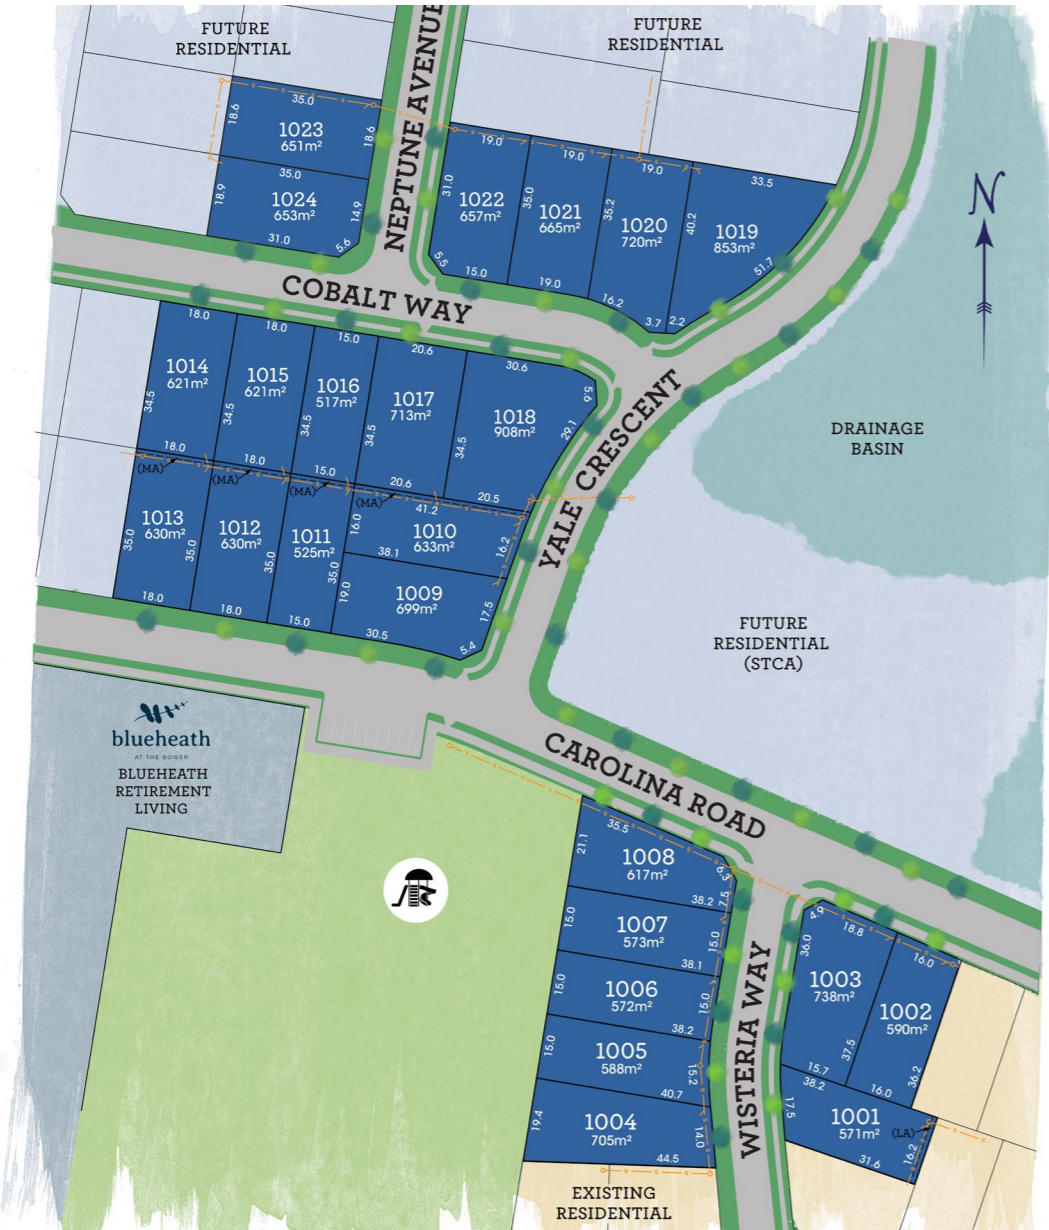 FUTURE
RESIDENTIAL
FUTURE
RESIDENTIAL
NEPTUNE AVENUE
35.0
18.6
1023
651m²
18.6
35.0
18.9
1024
653m²
14.9
31.0
5.6
19.0
19.0
19.0
33.5
31.0
1022
657m²
35.0
1021
665m²
35.2
1020
720m²
40.2
1019
853m²
51.7
5.5
15.0
19.0
16.2
3.7
2.2
N
COBALT WAY
18.0
18.0
15.0
20.6
30.6
1014
621m²
34.5
1015
621m²
34.5
1016
517m²
34.5
1017
713m²
34.5
1018
908m²
34.5
5.6
29.1
18.0
18.0
15.0
20.6
20.5
(MA)
(MA)
(MA)
(MA)
41.2
YALE CRESCENT
DRAINAGE
BASIN
1013
630m²
35.0
1012
630m²
35.0
1011
525m²
35.0
35.0
16.0
1010
633m²
16.2
38.1
19.0
1009
699m²
17.5
18.0
18.0
15.0
30.5
5.4
FUTURE
RESIDENTIAL
(STCA)
blueheath
AT THE BOWER
BLUEHEATH
RETIREMENT
LIVING
CAROLINA ROAD
35.5
21.1
1008
617m²
6.3
7.5
38.2
15.0
1007
573m²
15.0
38.1
15.0
1006
572m²
15.0
38.2
15.0
1005
588m²
15.2
40.7
19.4
1004
705m²
14.0
44.5
WISTERIA WAY
4.9
18.8
16.0
36.0
1003
738m²
37.5
1002
590m²
36.2
15.7
38.2
16.0
17.5
1001
571m²
(LA)
16.2
31.6
EXISTING
RESIDENTIAL